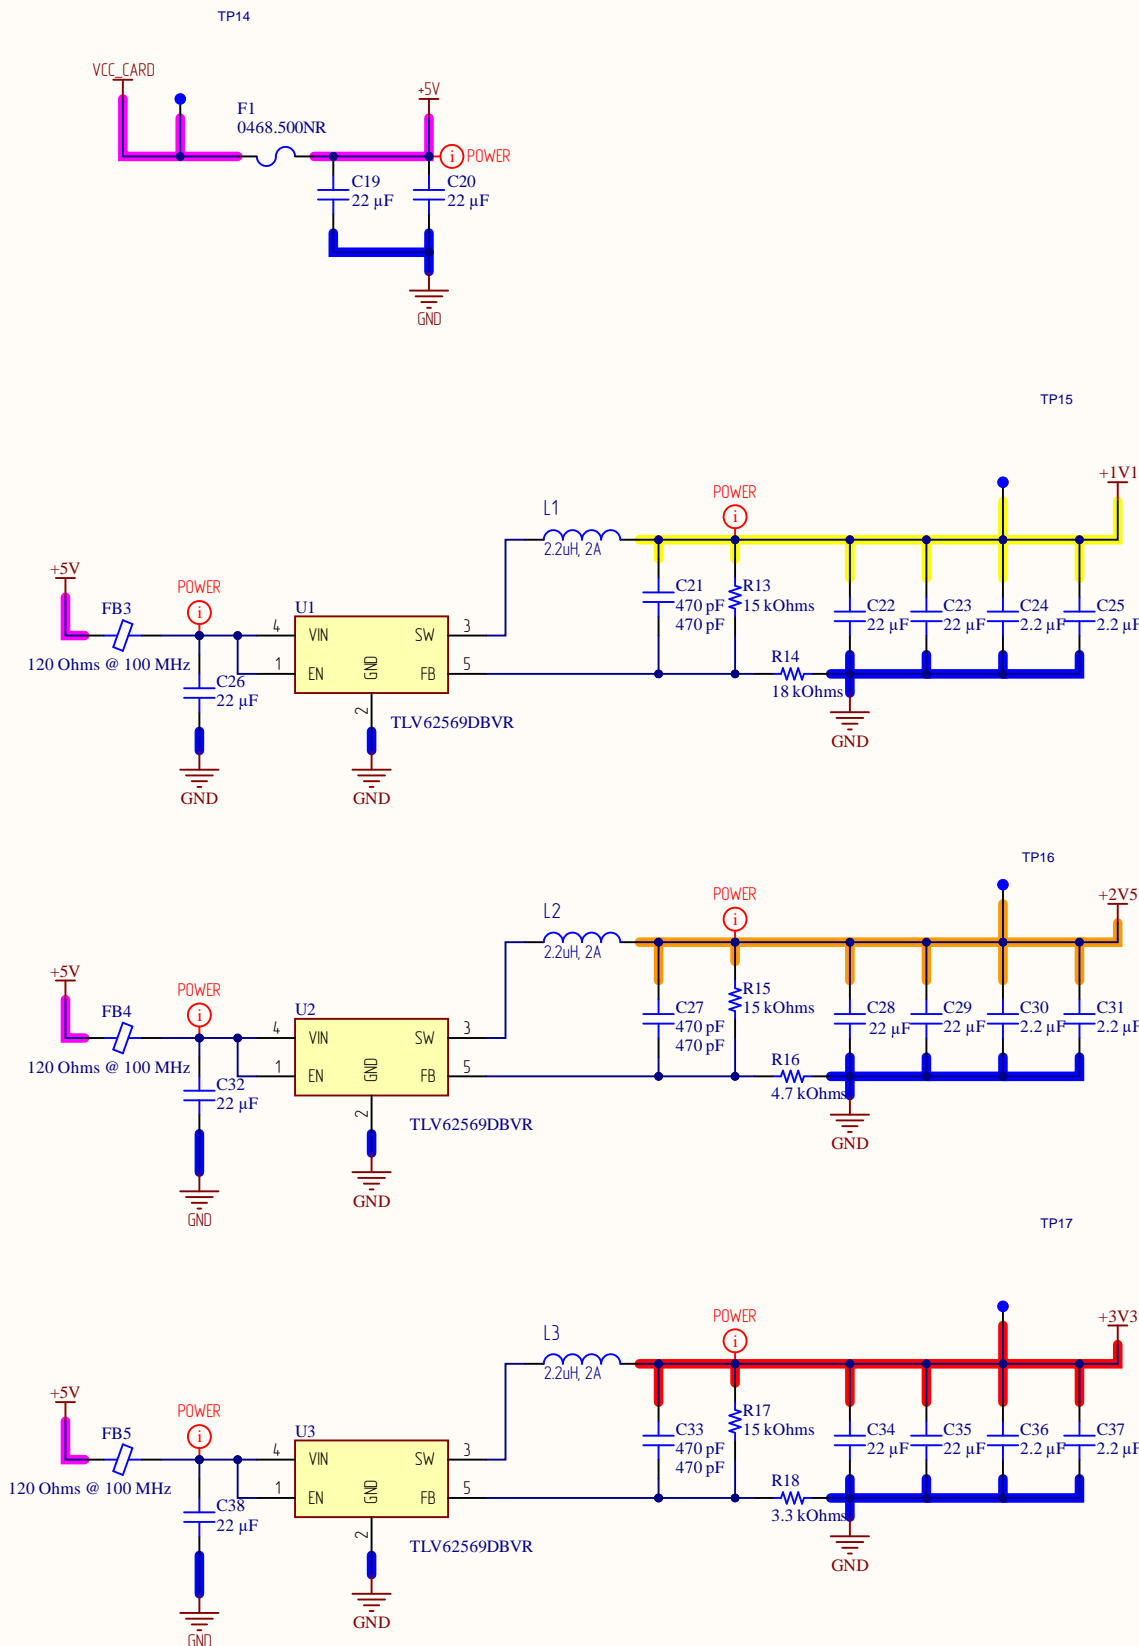 TP14
VCC_CARD
+5V
F1
0468.500NR
POWER
C19
22 µF
C20
22 µF
GND
TP15
+1V1
POWER
L1
2.2uH, 2A
+5V
POWER
FB3
120 Ohms @ 100 MHz
U1
4
VIN
SW
3
1
EN
GND
FB
5
2
TLV62569DBVR
C26
22 µF
GND
GND
C21
470 pF
470 pF
R13
15 kOhms
R14
18 kOhms
C22
22 µF
C23
22 µF
C24
2.2 µF
C25
2.2 µF
GND
TP16
+2V5
POWER
L2
2.2uH, 2A
+5V
POWER
FB4
120 Ohms @ 100 MHz
U2
4
VIN
SW
3
1
EN
GND
FB
5
2
TLV62569DBVR
C32
22 µF
GND
GND
C27
470 pF
470 pF
R15
15 kOhms
R16
4.7 kOhms
C28
22 µF
C29
22 µF
C30
2.2 µF
C31
2.2 µF
GND
TP17
+3V3
POWER
L3
2.2uH, 2A
+5V
POWER
FB5
120 Ohms @ 100 MHz
U3
4
VIN
SW
3
1
EN
GND
FB
5
2
TLV62569DBVR
C38
22 µF
GND
GND
C33
470 pF
470 pF
R17
15 kOhms
R18
3.3 kOhms
C34
22 µF
C35
22 µF
C36
2.2 µF
C37
2.2 µF
GND